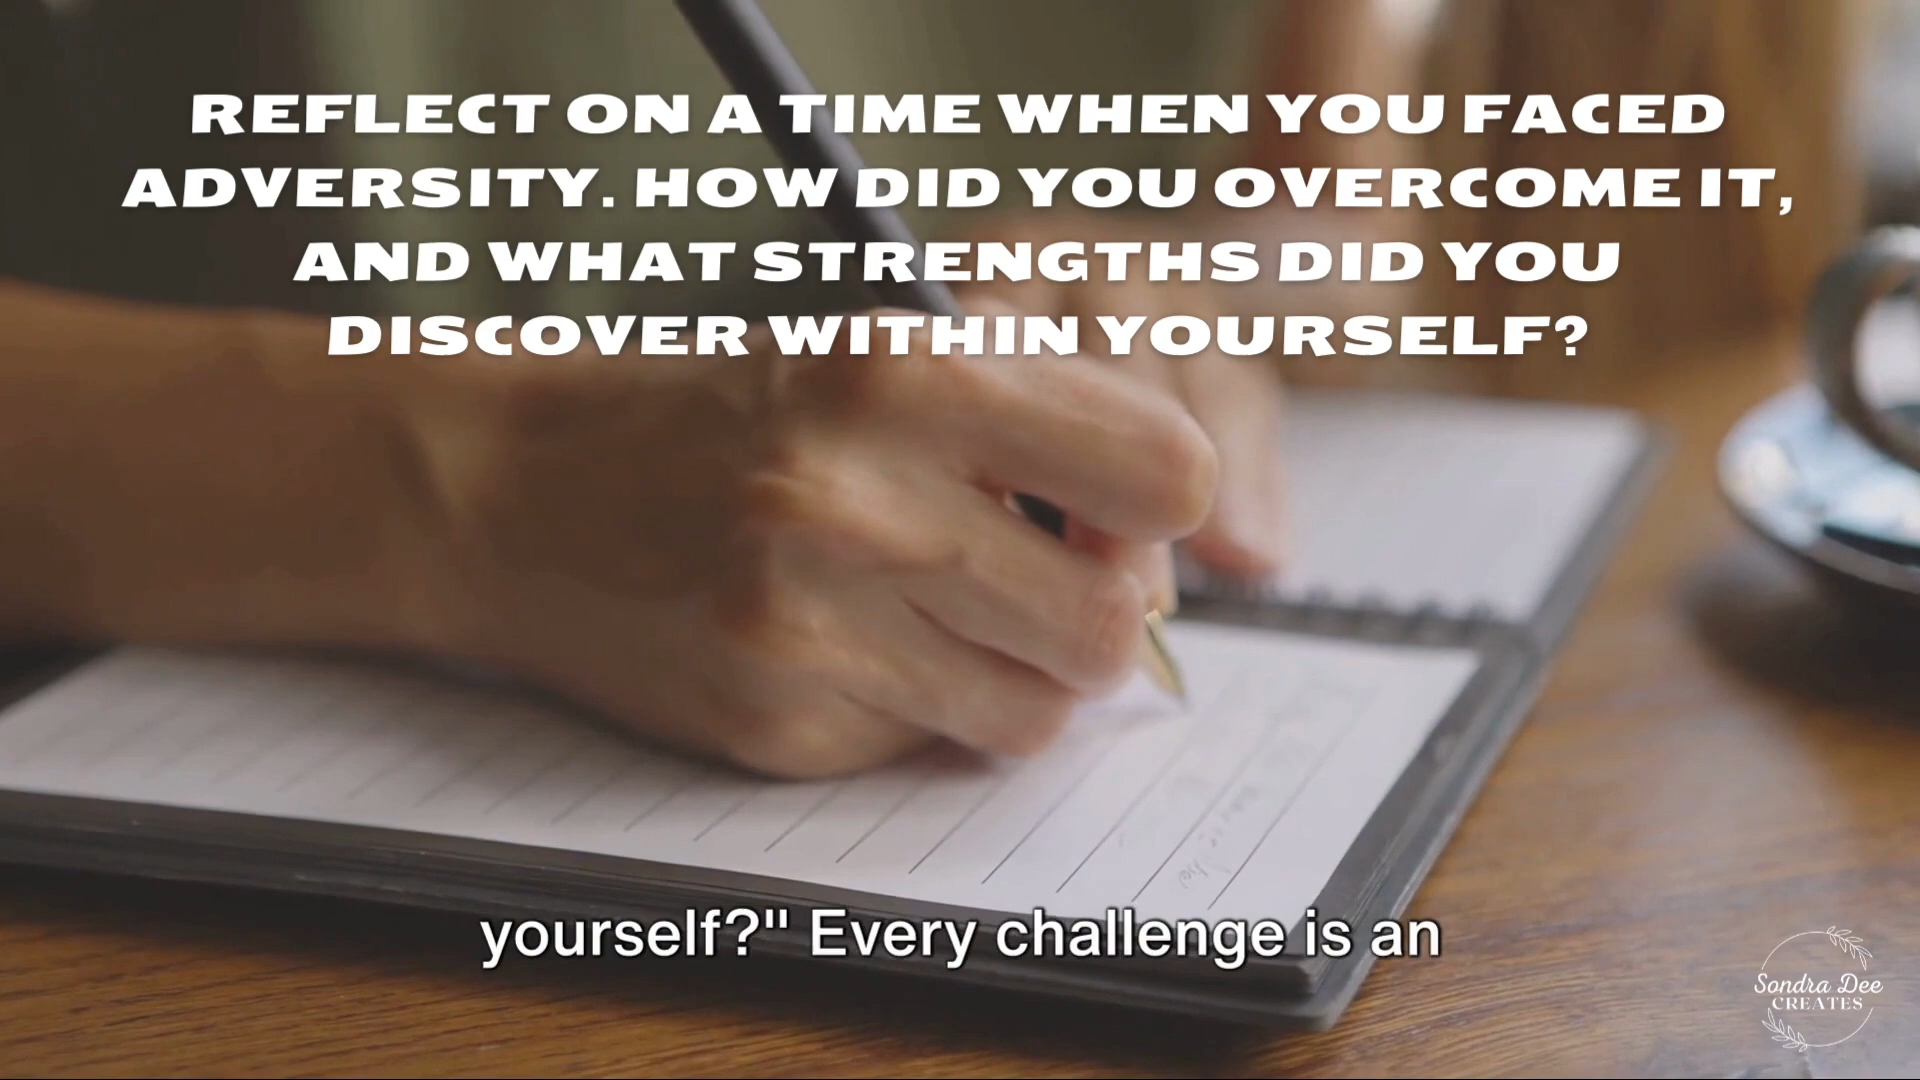 REFLECT ON A TIME WHEN YOU FACED
ADVERSITY. HOW DID YOU OVERCOME IT,
AND WHAT STRENGTHS DID YOU
DISCOVER WITHIN YOURSELF?
yourself?" Every challenge is an
Sondra Dee
CREATES